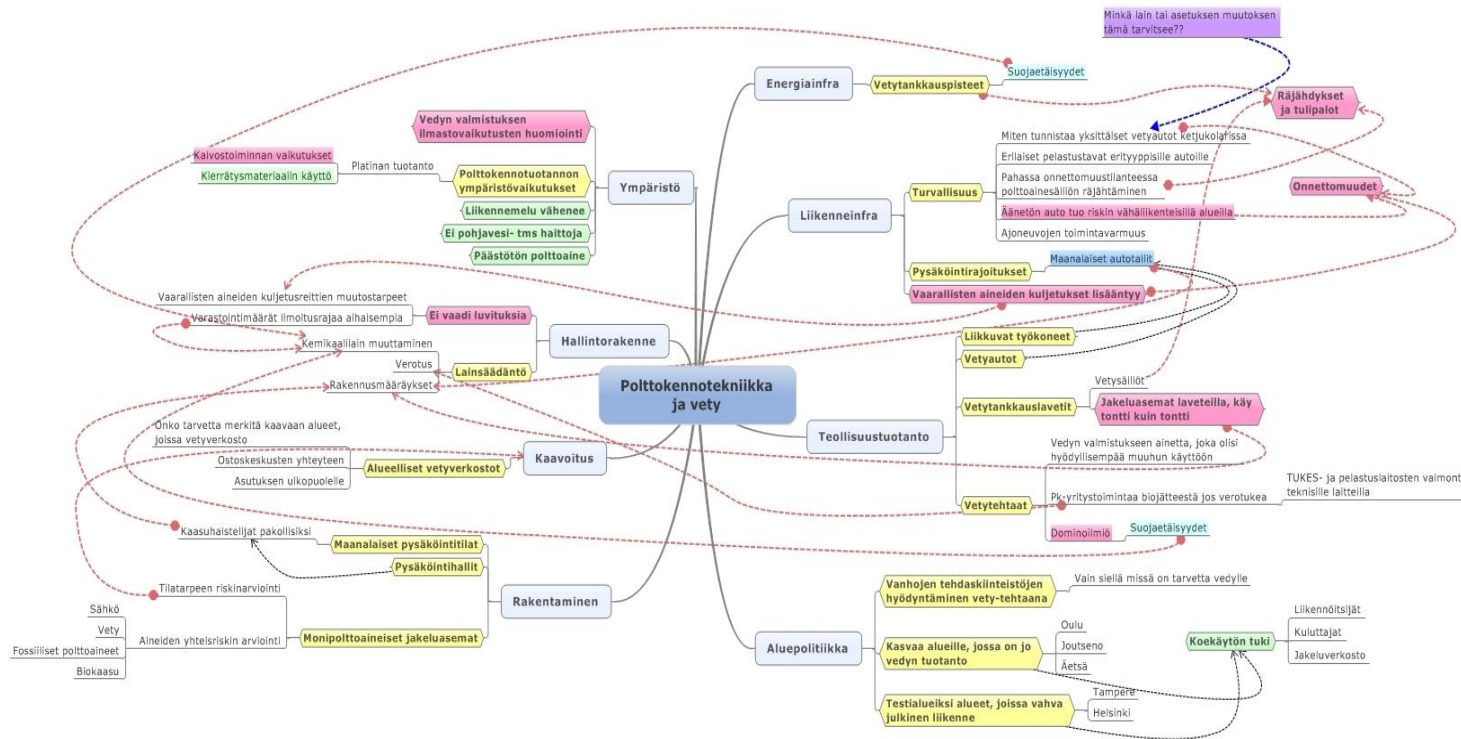 Minkä lain tai asetuksen muutoksen
tämä tarvitsee??
Energiainfra
Vetytankkauspisteet
Suojaetäisyydet
Räjähdykset
ja tulipalot
Onnettomuudet
Liikenneinfra
Turvallisuus
Miten tunnistaa yksittäiset vetyautot ketjukolarissa
Erilaiset pelastustavat erityyppisille autoille
Pahassa onnettomuustilanteessa
polttoainesäiliön räjähtäminen
Äänetön auto tuo riskin vähäliikenteisillä alueilla
Ajoneuvojen toimintavarmuus
Pysäköintirajoitukset
Maanalaiset autotallit
Vaarallisten aineiden kuljetukset lisääntyy
Ympäristö
Vedyn valmistuksen
ilmastovaikutusten huomiointi
Polttokennotuotannon
ympäristövaikutukset
Platinan tuotanto
Kaivostoiminnan vaikutukset
Kierrätysmateriaalin käyttö
Liikennemelu vähenee
Ei pohjavesi- tms haittoja
Päästötön polttoaine
Hallintorakenne
Ei vaadi luvituksia
Vaarallisten aineiden kuljetusreittien muutostarpeet
Varastointimäärät ilmoitusrajaa alhaisempia
Lainsäädäntö
Kemikaalilain muuttaminen
Verotus
Rakennusmääräykset
Polttokennotekniikka
ja vety
Teollisuustuotanto
Liikkuvat työkoneet
Vetyautot
Vetytankkauslavetit
Vetysäiliöt
Jakeluasemat laveteilla, käy
tontti kuin tontti
Vetytehtaat
Vedyn valmistukseen ainetta, joka olisi
hyödyllisempää muuhun käyttöön
Pk-yritystoimintaa biojätteestä jos verotukea
TUKES- ja pelastuslaitosten valmont
teknisille laitteilla
Dominoilmiö
Suojaetäisyydet
Kaavoitus
Alueelliset vetyverkostot
Onko tarvetta merkitä kaavaan alueet,
joissa vetyverkosto
Ostoskeskusten yhteyteen
Asutuksen ulkopuolelle
Rakentaminen
Maanalaiset pysäköintitilat
Kaasuhaistelijat pakollisiksi
Pysäköintihallit
Monipolttoaineiset jakeluasemat
Tilatarpeen riskinarviointi
Aineiden yhteisriskin arviointi
Sähkö
Vety
Fossiiliset polttoaineet
Biokaasu
Aluepolitiikka
Vanhojen tehdaskiinteistöjen
hyödyntäminen vety-tehtaana
Vain siellä missä on tarvetta vedylle
Kasvaa alueille, jossa on jo
vedyn tuotanto
Oulu
Joutseno
Äetsä
Testialueiksi alueet, joissa vahva
julkinen liikenne
Tampere
Helsinki
Koekäytön tuki
Liikennöitsijät
Kuluttajat
Jakeluverkosto